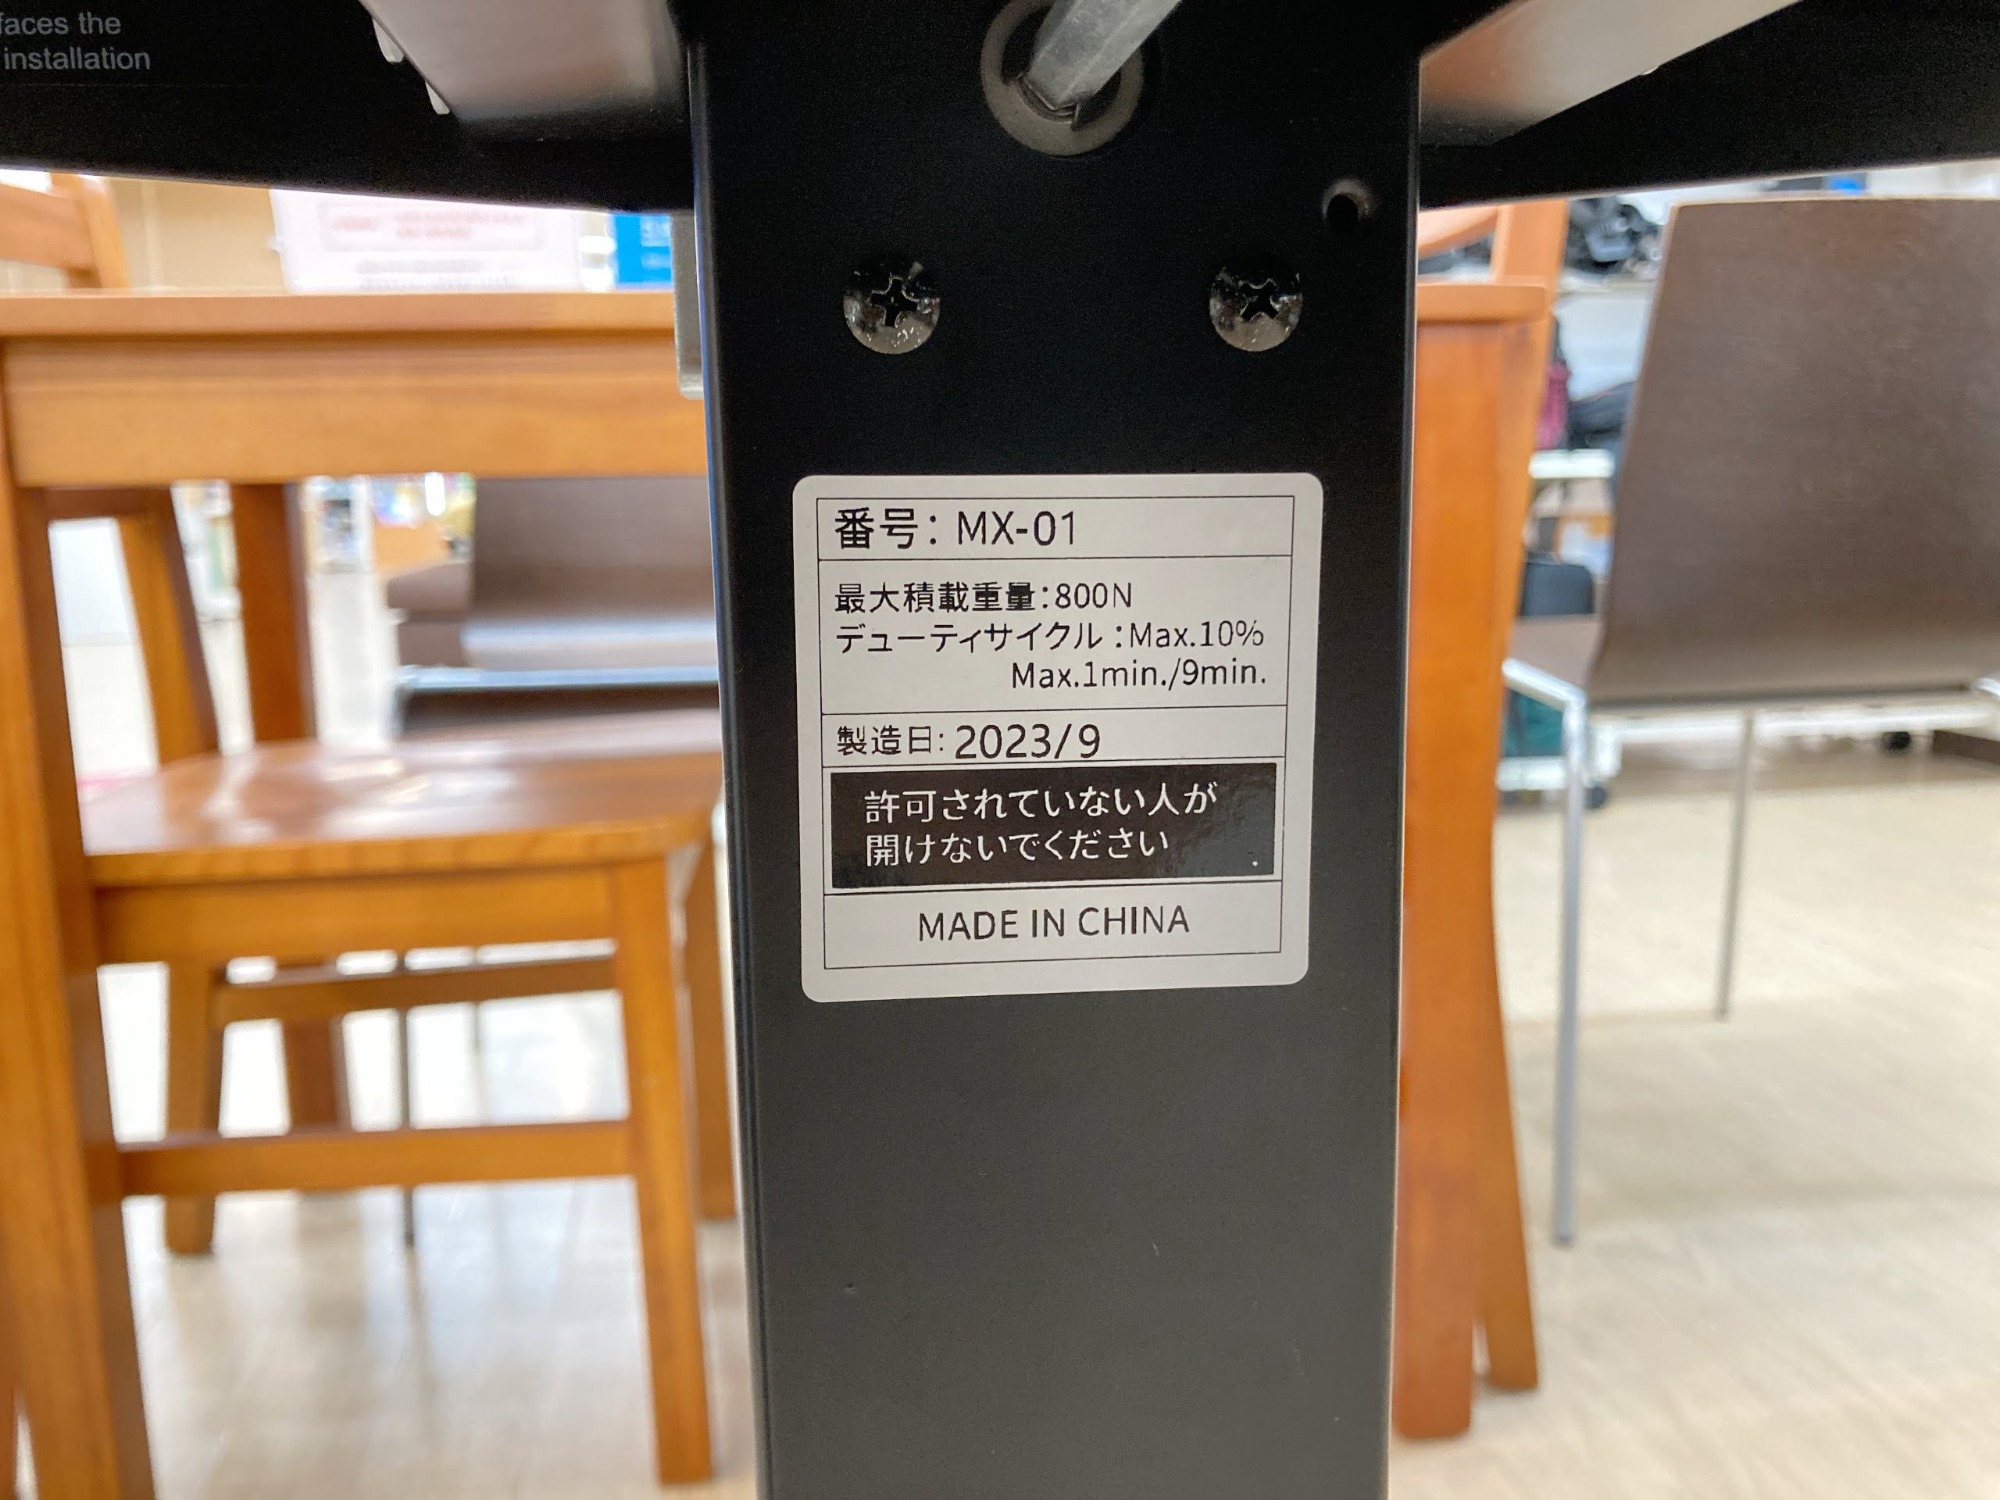 faces the
installation
番号: MX-01
最大積載重量:800N
デューティサイクル :Max.10%
Max.1min./9min.
製造日: 2023/9
許可されていない人が
開けないでください
MADE IN CHINA